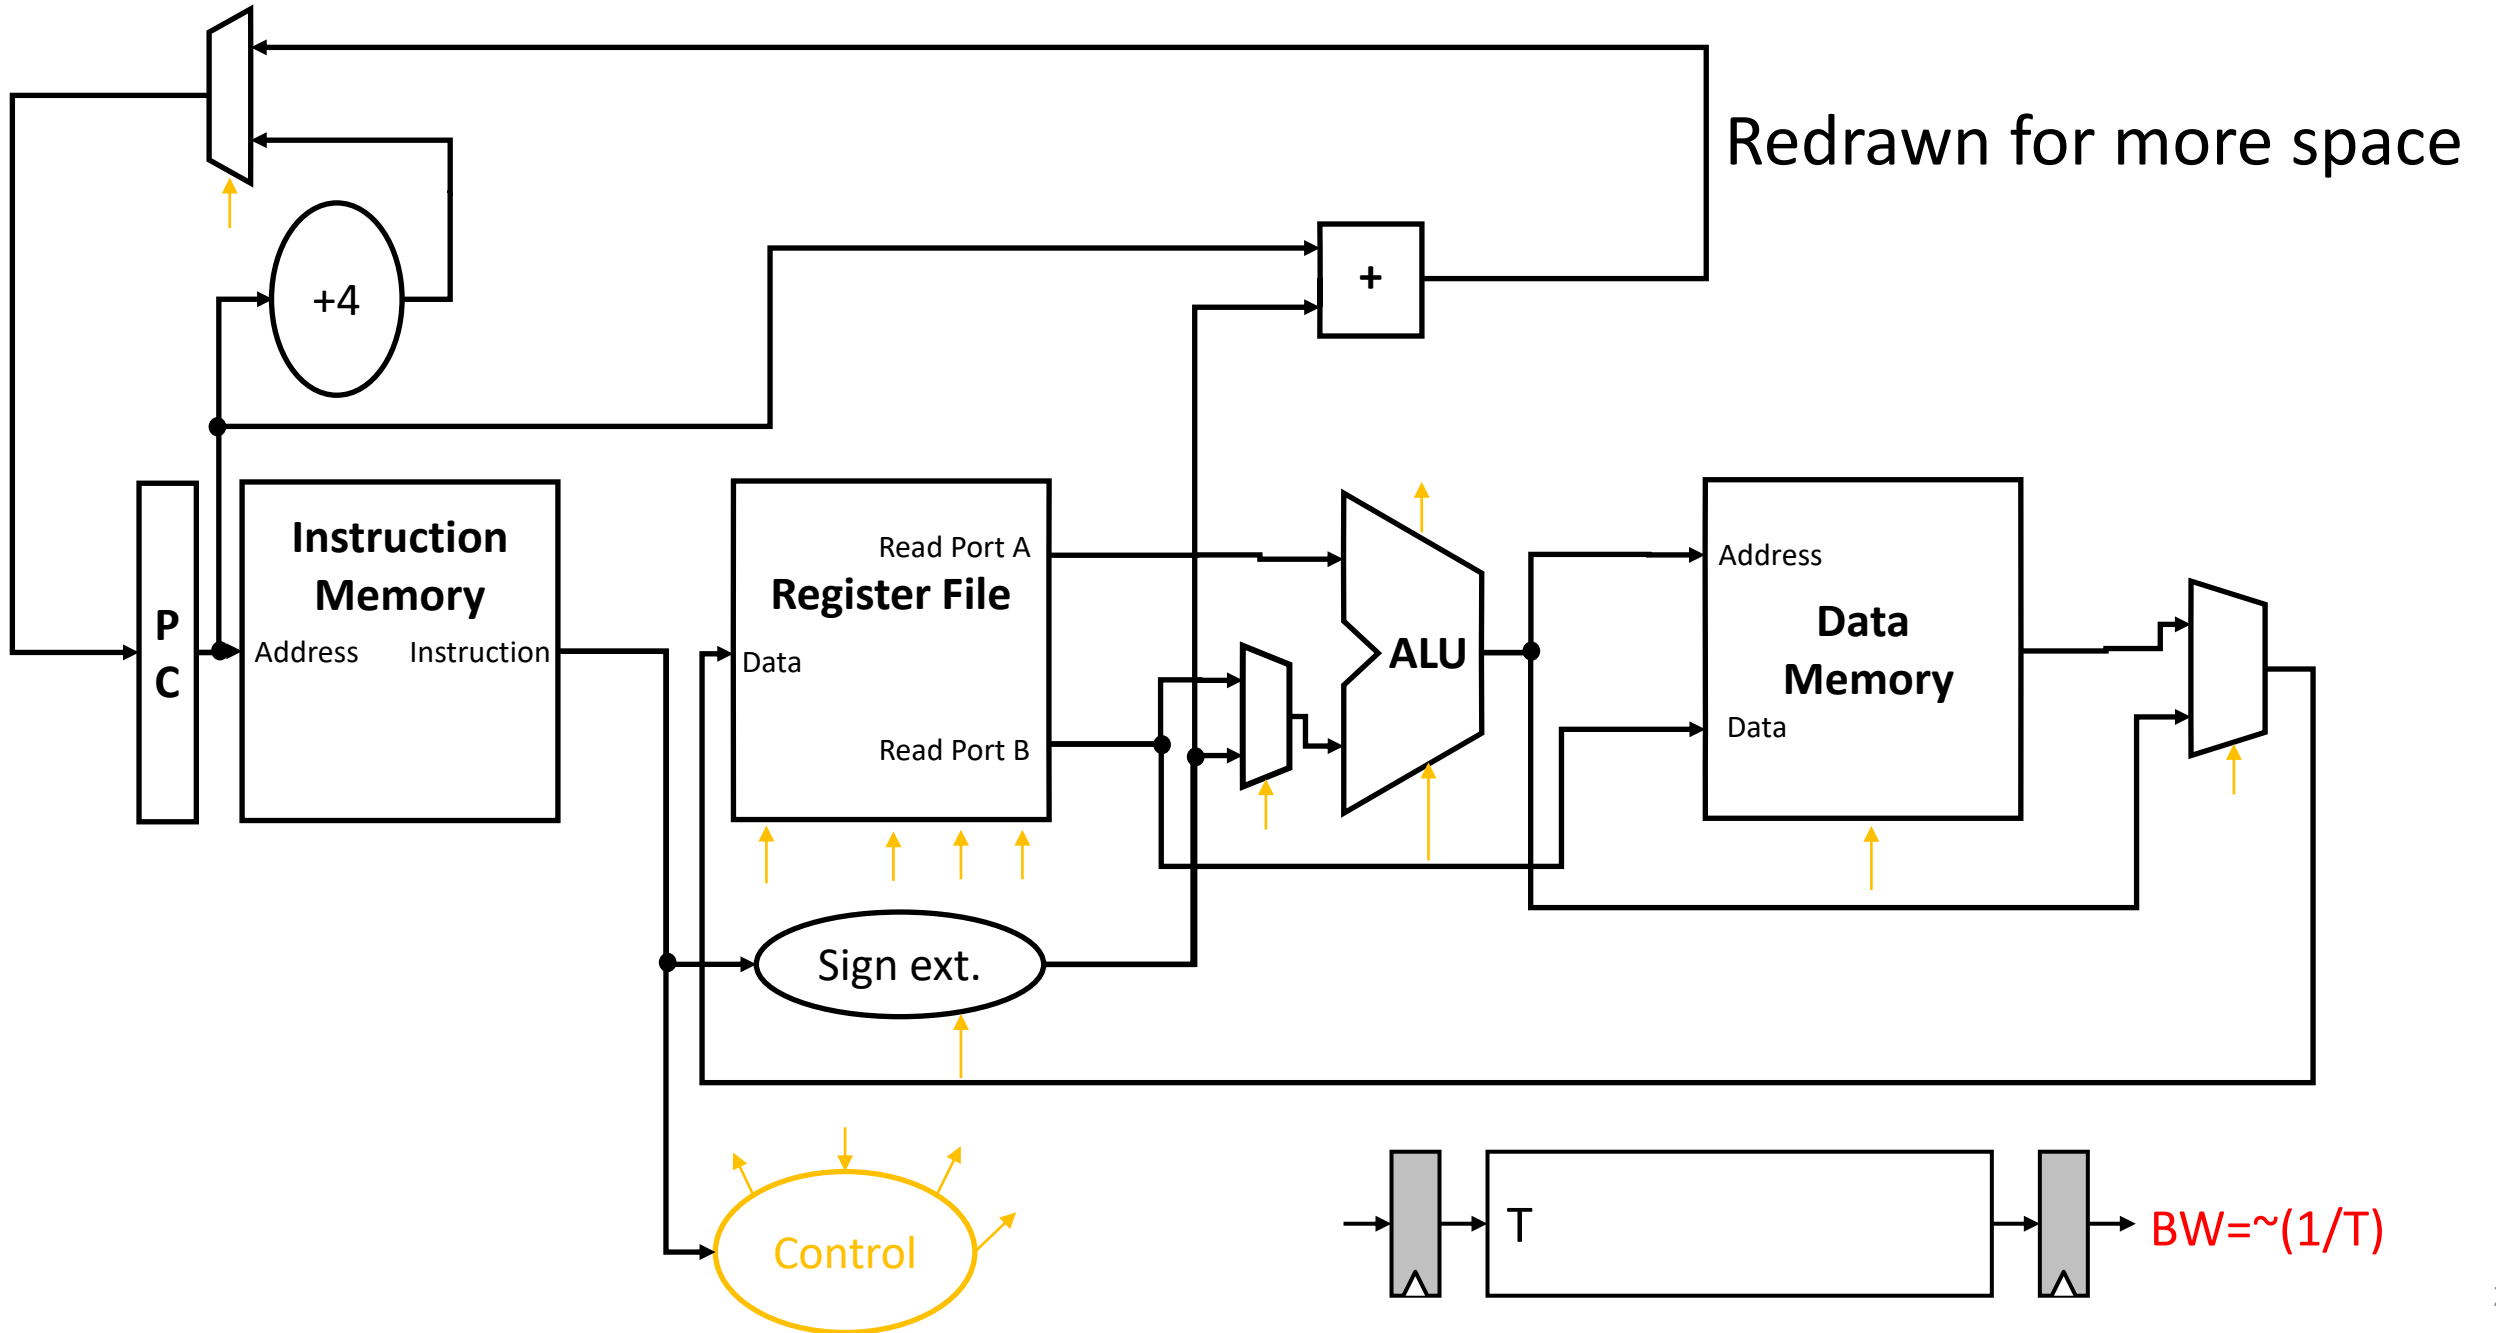 Redrawn for more space
+4
+
P
C
Instruction
Memory
Address
Instruction
Read Port A
Register File
Data
Read Port B
ALU
Address
Data
Memory
Data
Sign ext.
Control
T
BW=~(1/T)